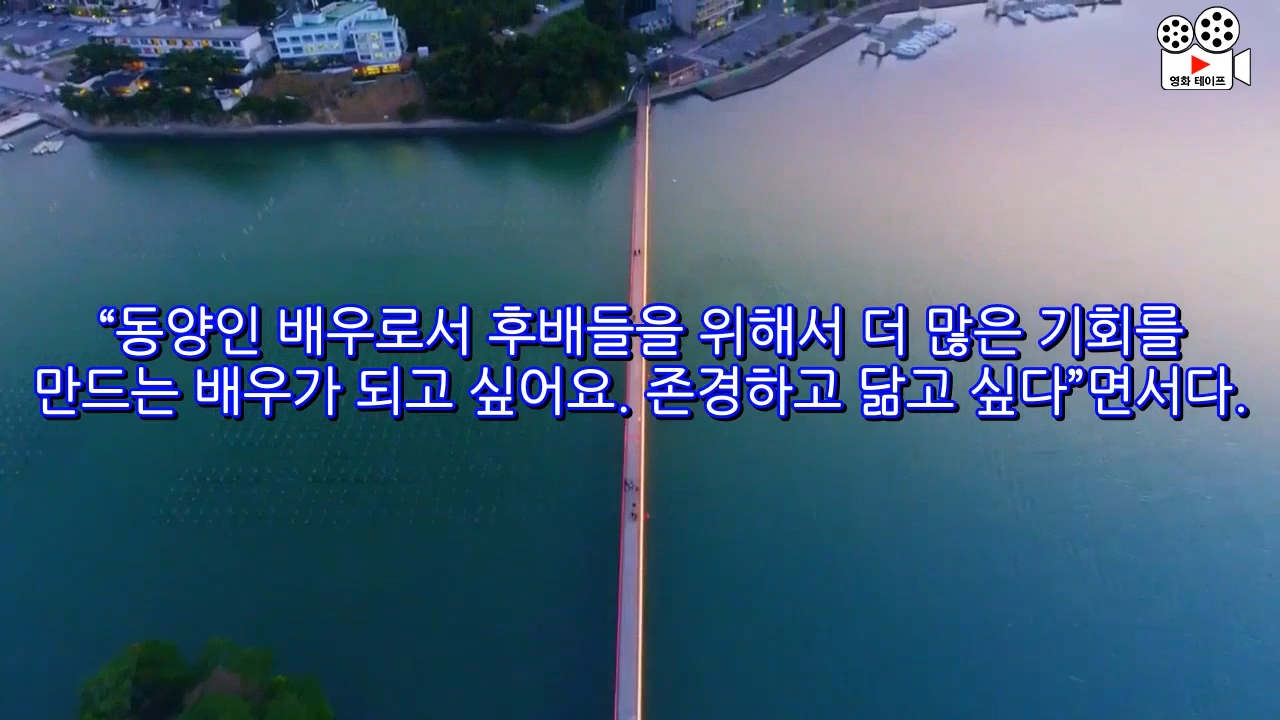 영화 테이프
“동양인 배우로서 후배들을 위해서 더 많은 기회를
만드는 배우가 되고 싶어요. 존경하고 닮고 싶다”면서다.